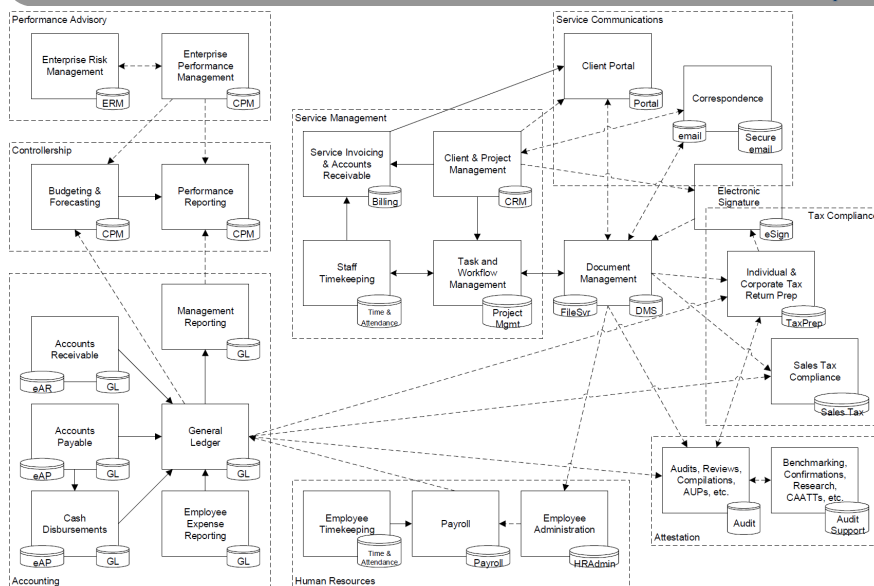 Performance Advisory
Enterprise Risk
Management
ERM
Enterprise
Performance
Management
CPM
Controllership
Budgeting &
Forecasting
CPM
Performance
Reporting
CPM
Management
Reporting
GL
Accounts
Receivable
eAR
GL
Accounts
Payable
eAP
GL
General
Ledger
GL
Cash
Disbursements
eAP
GL
Employee
Expense
Reporting
GL
Accounting
Service Management
Service Invoicing
& Accounts
Receivable
Billing
Client & Project
Management
CRM
Staff
Timekeeping
Time &
Attendance
Task and
Workflow
Management
Project
Mgmt
Service Communications
Client Portal
Portal
Correspondence
email
Secure
email
Electronic
Signature
eSign
Document
Management
FileSvr
DMS
Tax Compliance
Individual &
Corporate Tax
Return Prep
TaxPrep
Sales Tax
Compliance
Sales Tax
Employee
Timekeeping
Time &
Attendance
Payroll
Payroll
Employee
Administration
HRAdmin
Human Resources
Audits, Reviews,
Compilations,
AUPs, etc.
Audit
Benchmarking,
Confirmations,
Research,
CAATTs, etc.
Audit
Support
Attestation